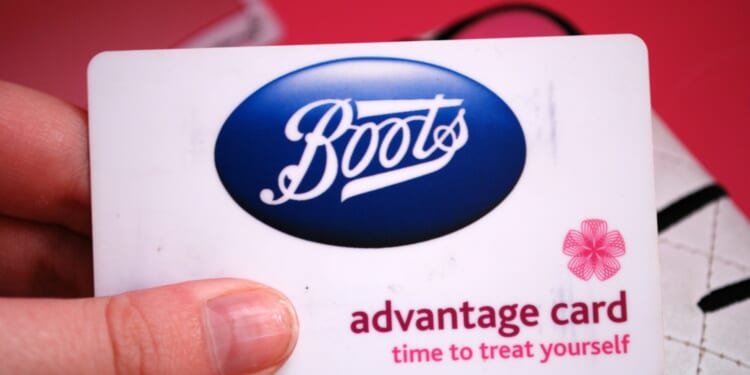 Boots
advantage card
time to treat yourself